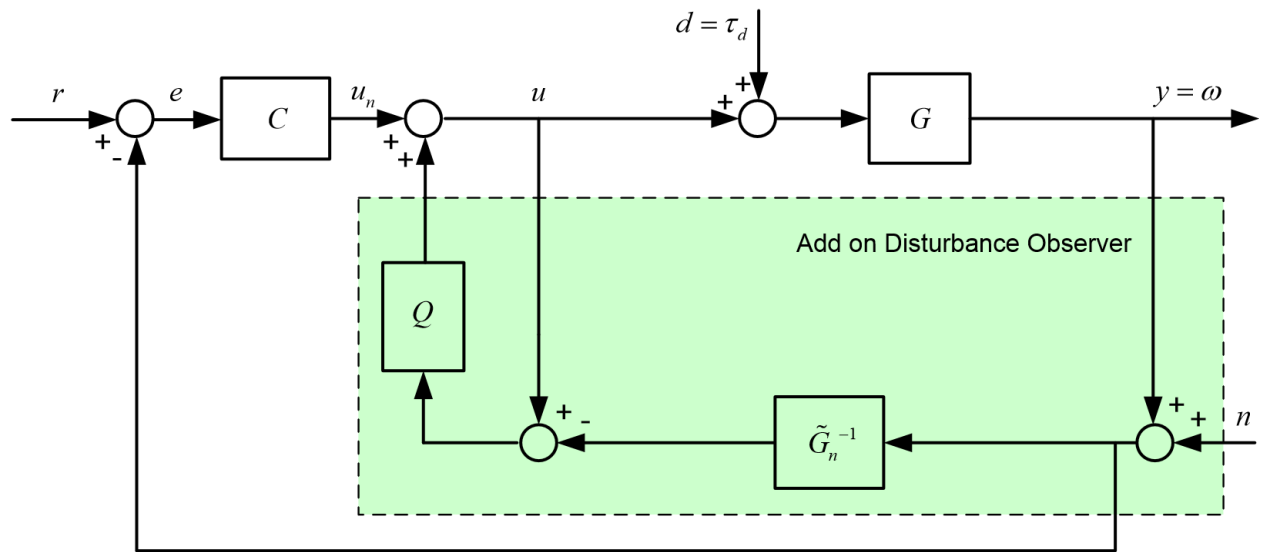 d = τ_d
r
+
-
e
C
u_n
+
+
u
+
+
G
y = ω
Add on Disturbance Observer
Q
+
-
G̃_n^{-1}
+
+
n